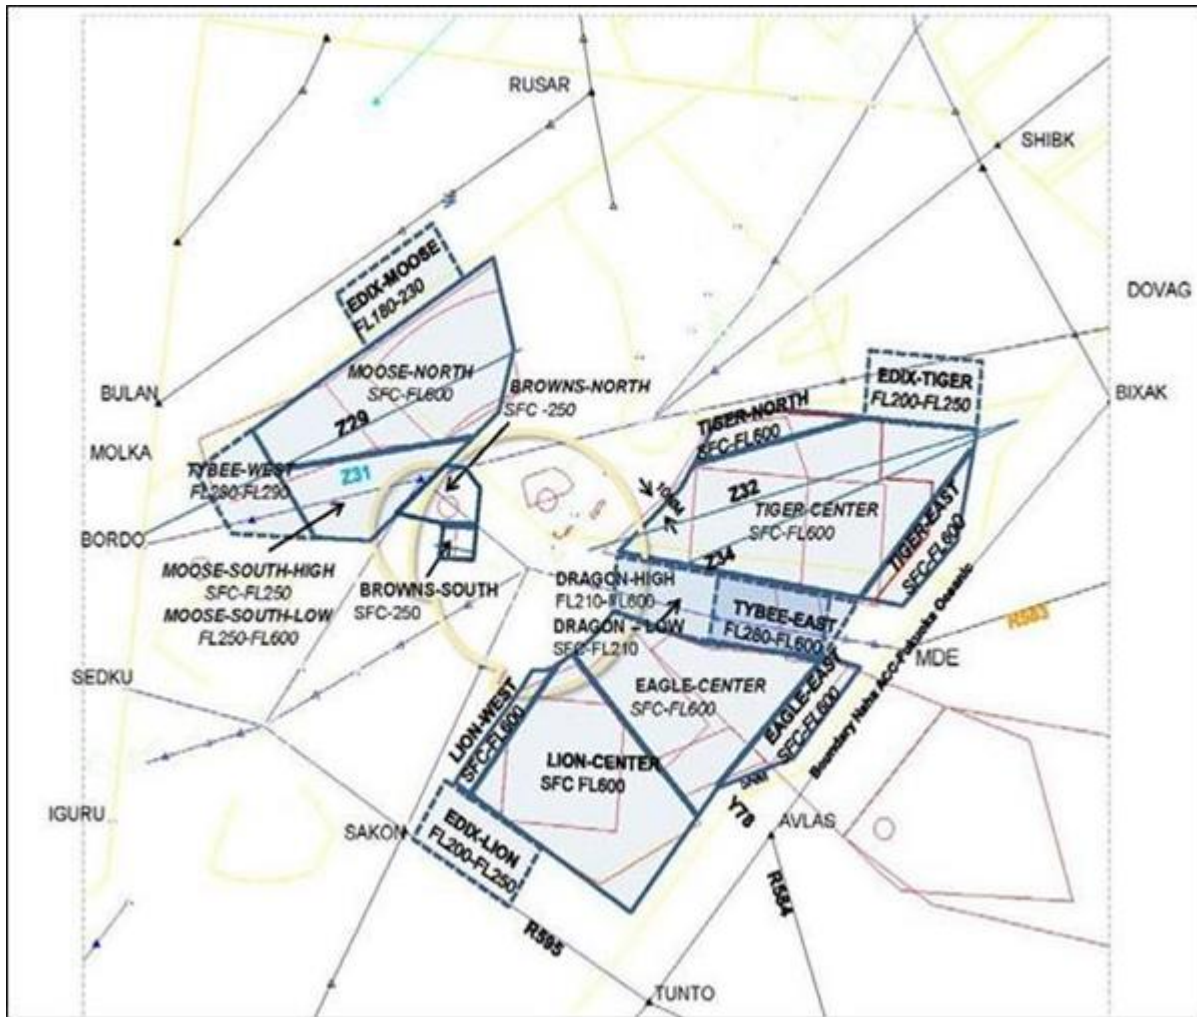 RUSAR
SHIBK
DOVAG
EDIX-MOOSE
FL180-230
MOOSE-NORTH
SFC-FL600
BROWNS-NORTH
SFC -250
EDIX-TIGER
FL200-FL250
BULAN
BIXAK
TIGER-NORTH
SFC-FL600
Z29
MOLKA
TYBEE-WEST
FL280-FL290
Z31
10NM
Z32
TIGER-CENTER
SFC-FL600
TIGER-EAST
SFC-FL600
BORDO
Z34
MOOSE-SOUTH-HIGH
SFC-FL250
MOOSE-SOUTH-LOW
FL250-FL600
BROWNS-SOUTH
SFC-250
DRAGON-HIGH
FL210-FL600
DRAGON - LOW
SFC-FL210
TYBEE-EAST
FL280-FL600
R583
MDE
SEDKU
EAGLE-CENTER
SFC-FL600
EAGLE-EAST
SFC-FL600
Boundary Naha ACC-Fukuoka Oceanic
LION-WEST
SFC-FL600
LION-CENTER
SFC FL600
5NM
Y78
IGURU
SAKON
AVLAS
EDIX-LION
FL200-FL250
R584
R595
TUNTO